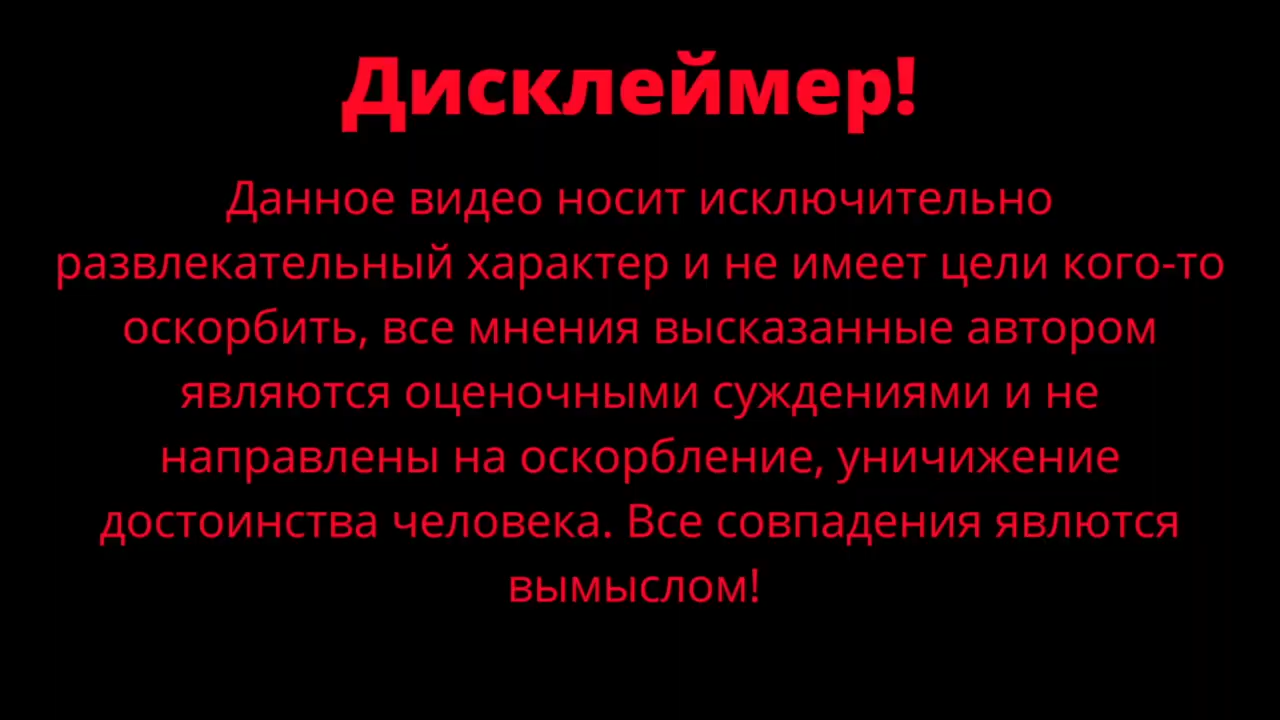 Дисклеймер!
Данное видео носит исключительно
развлекательный характер и не имеет цели кого-то
оскорбить, все мнения высказанные автором
являются оценочными суждениями и не
направлены на оскорбление, уничижение
достоинства человека. Все совпадения явлются
вымыслом!